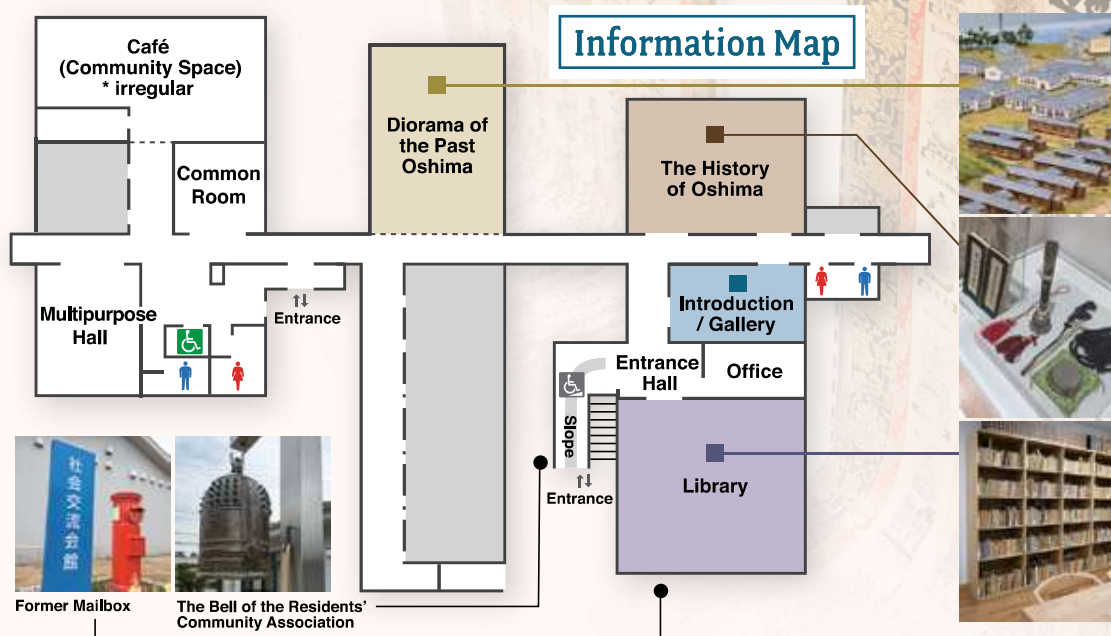 Information Map
Café
(Community Space)
* irregular
Common
Room
Diorama of
the Past
Oshima
The History
of Oshima
Multipurpose
Hall
Entrance
Introduction
/ Gallery
Entrance
Hall
Office
Slope
Library
Entrance
社会交流会館
Former Mailbox
The Bell of the Residents'
Community Association